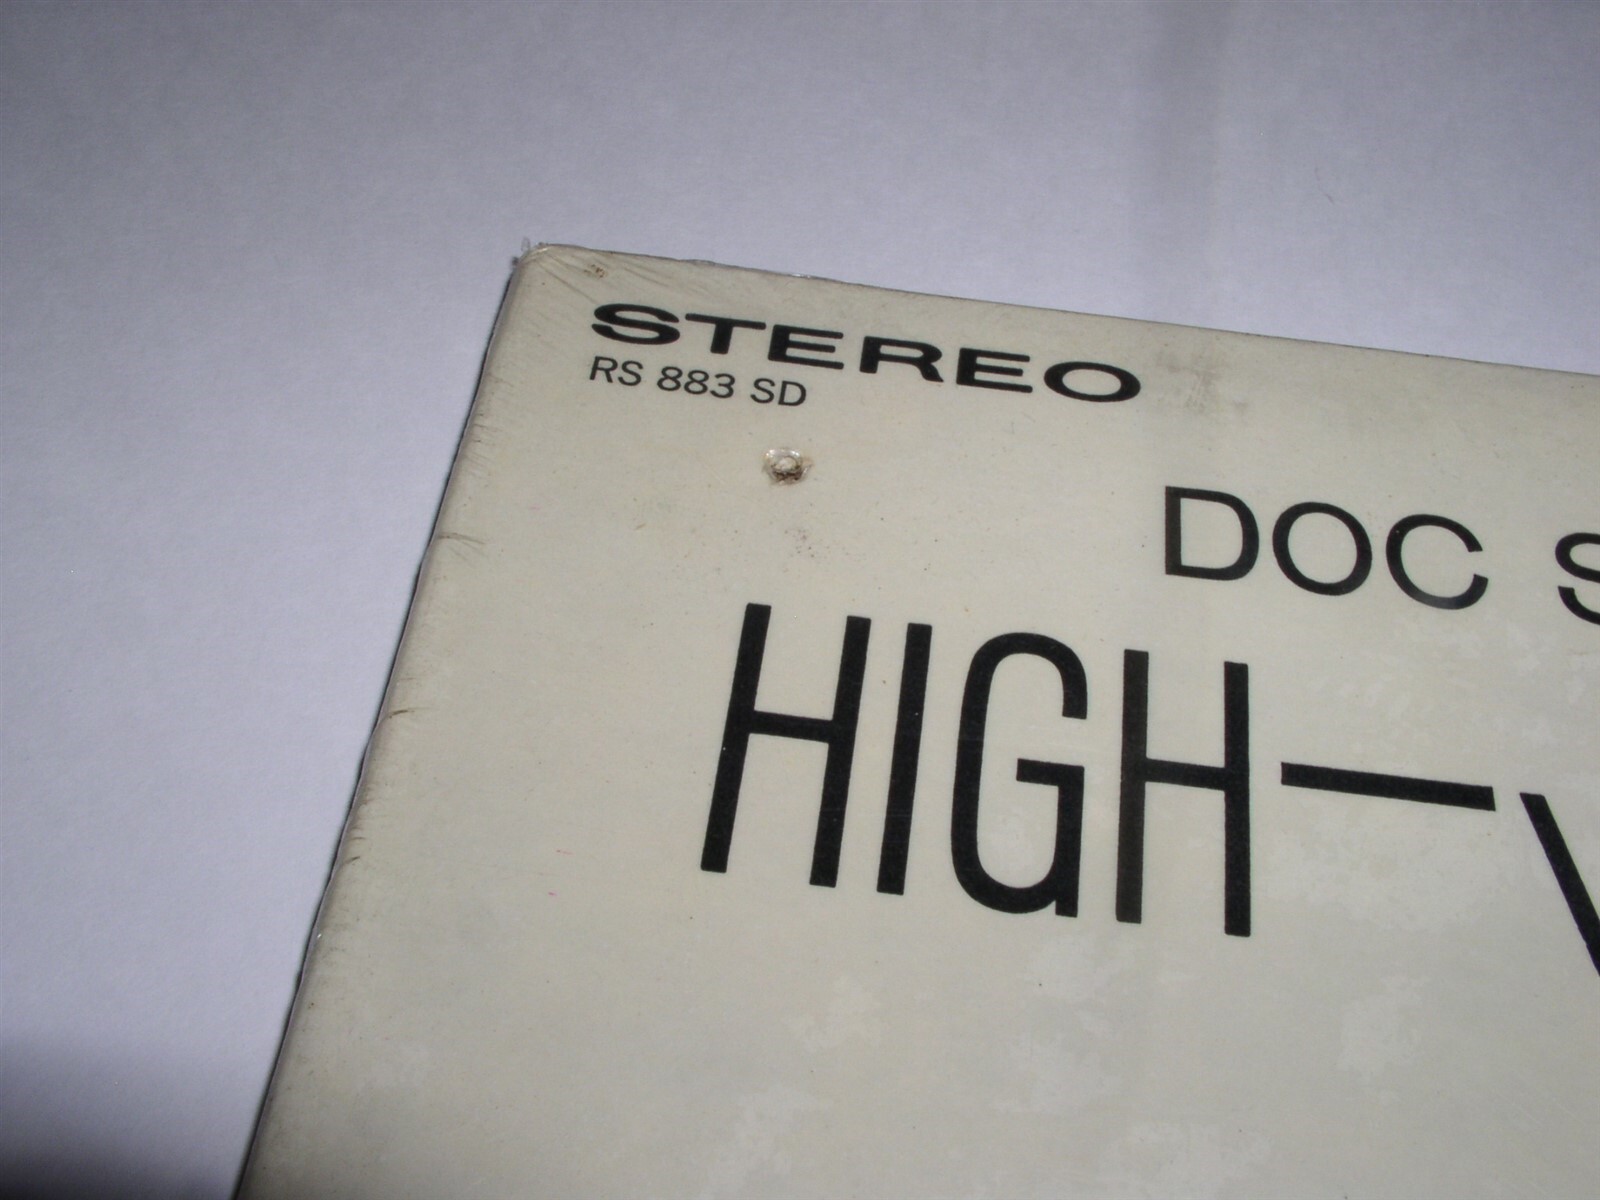 STEREO
RS 883 SD
DOC S
HIGH-V